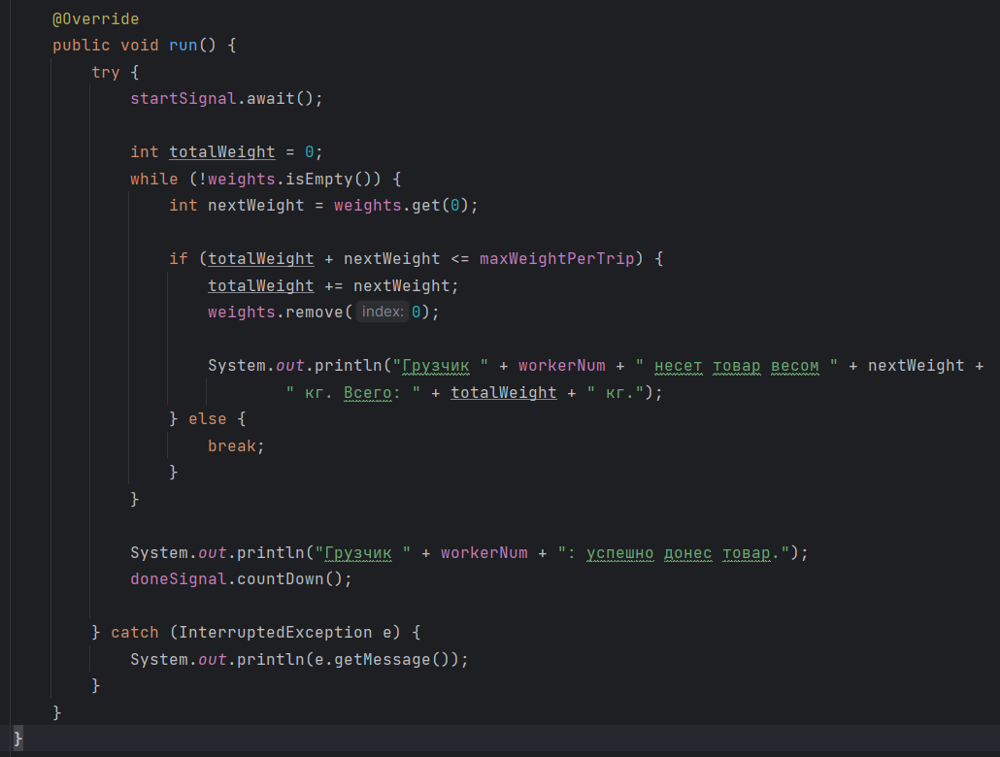 @Override
public void run() {
try {
startSignal.await();
int totalWeight = 0;
while (!weights.isEmpty()) {
int nextWeight = weights.get(0);
if (totalWeight + nextWeight <= maxWeightPerTrip) {
totalWeight += nextWeight;
weights.remove( index: 0);
System.out.println("Грузчик " + workerNum + " несет товар весом " + nextWeight +
" кг. Всего: " + totalWeight + " кг.");
} else {
break;
}
}
System.out.println("Грузчик " + workerNum + ": успешно донес товар.");
doneSignal.countDown();
} catch (InterruptedException e) {
System.out.println(e.getMessage());
}
}
}